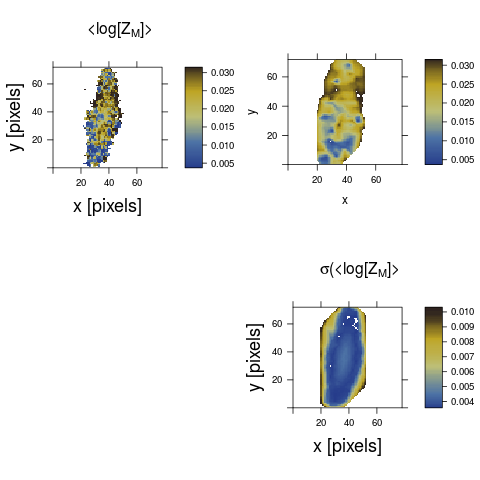 <log[Z_M]>
60
40
20
20 40 60
y [pixels]
x [pixels]
0.030
0.025
0.020
0.015
0.010
0.005
60
40
20
20 40 60
y
x
0.030
0.025
0.020
0.015
0.010
0.005
σ(<log[Z_M]>
60
40
20
20 40 60
y [pixels]
x [pixels]
0.010
0.009
0.008
0.007
0.006
0.005
0.004